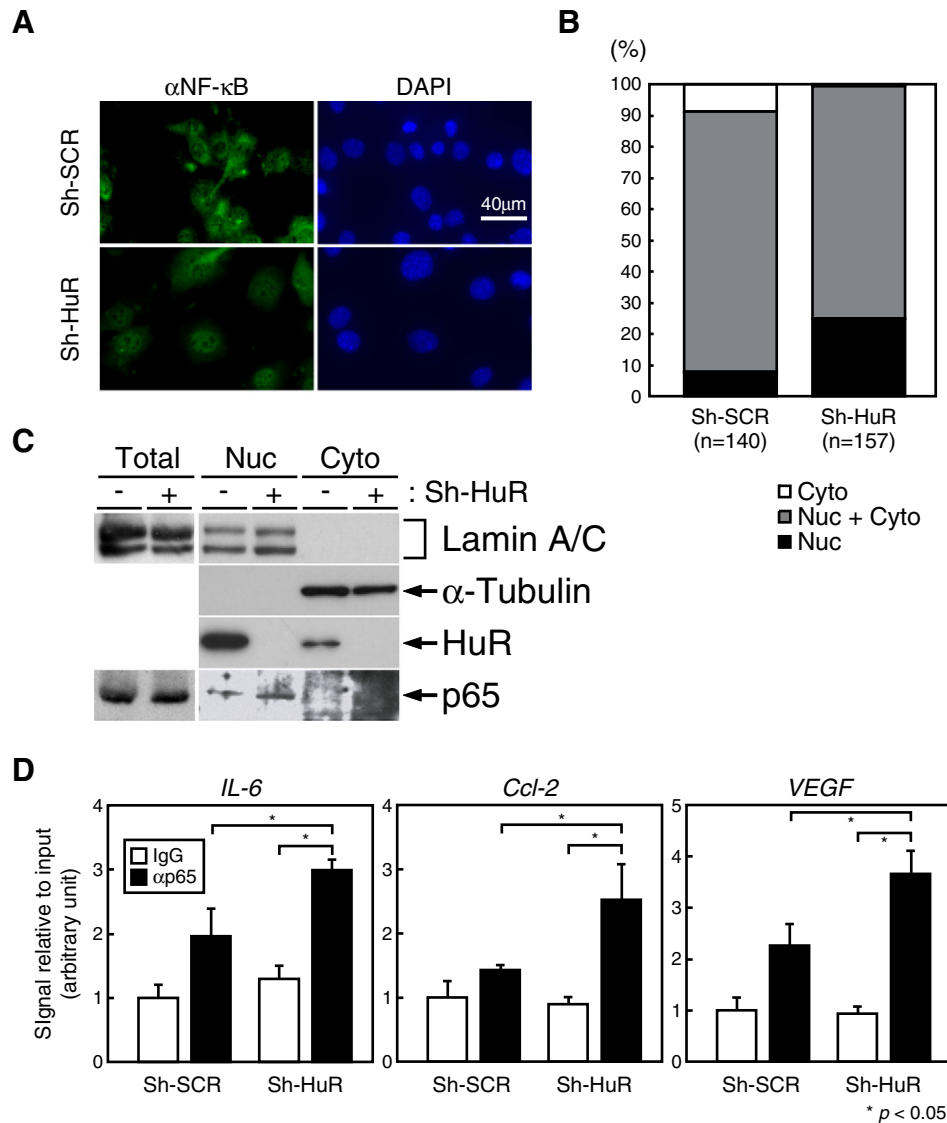 A
αNF-κB
DAPI
Sh-SCR
40μm
Sh-HuR
B
(%)
100
90
80
70
60
50
40
30
20
10
0
Sh-SCR
(n=140)
Sh-HuR
(n=157)
Cyto
Nuc + Cyto
Nuc
C
Total
Nuc
Cyto
- + - + - + : Sh-HuR
Lamin A/C
α-Tubulin
HuR
p65
D
SIgnal relative to input
(arbitrary unit)
IL-6
4
3
2
1
0
IgG
αp65
*
*
Sh-SCR
Sh-HuR
Ccl-2
4
3
2
1
0
*
*
Sh-SCR
Sh-HuR
VEGF
5
4
3
2
1
0
*
*
Sh-SCR
Sh-HuR
* p < 0.05